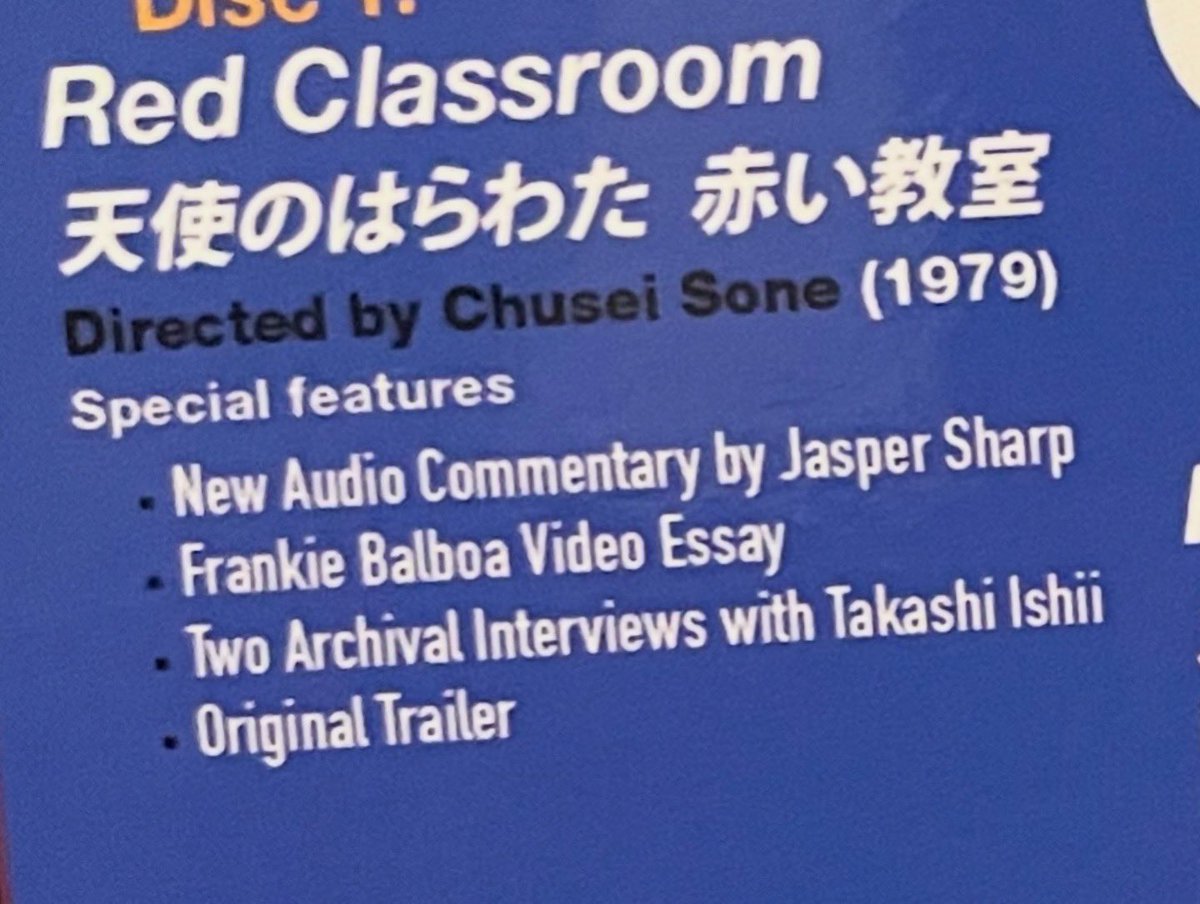 Disc 1:
Red Classroom
天使のはらわた 赤い教室
Directed by Chusei Sone (1979)
Special features
· New Audio Commentary by Jasper Sharp
· Frankie Balboa Video Essay
· Two Archival Interviews with Takashi Ishii
· Original Trailer